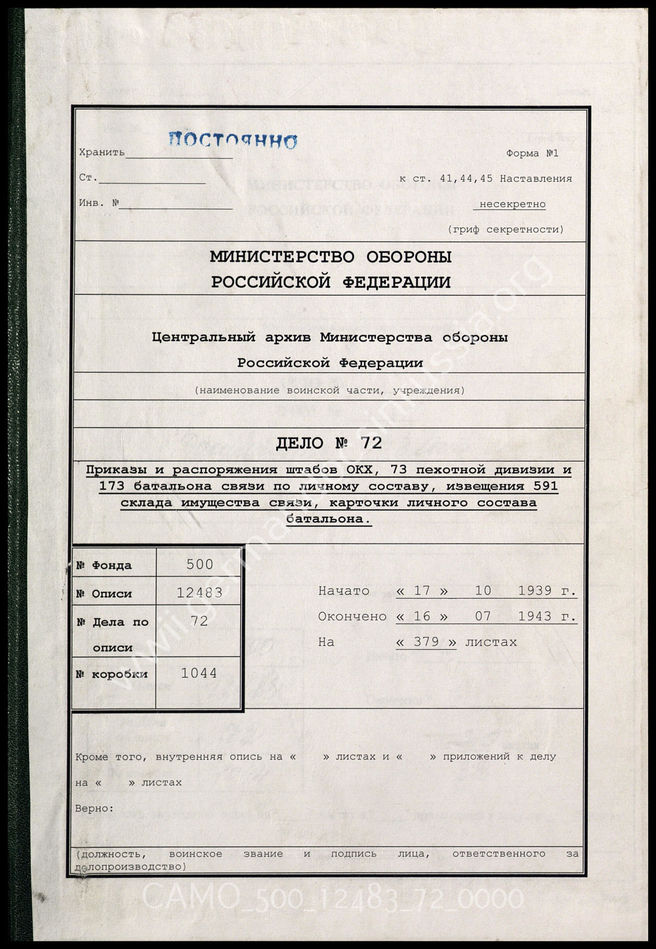 ПОСТОЯННО
Хранить
Форма №1
Ст.
к ст. 41,44,45 Наставления
Инв. №
несекретно
(гриф секретности)
МИНИСТЕРСТВО ОБОРОНЫ
РОССИЙСКОЙ ФЕДЕРАЦИИ
Центральный архив Министерства обороны
Российской Федерации
(наименование воинской части, учреждения)
ДЕЛО № 72
Приказы и распоряжения штабов ОКХ, 73 пехотной дивизии и
173 батальона связи по личному составу, извещения 591
склада имущества связи, карточки личного состава
батальона.
№ Фонда 500
№ Описи 12483
№ Дела по описи 72
№ коробки 1044
Начато « 17 » 10 1939 г.
Окончено « 16 » 07 1943 г.
На « 379 » листах
Кроме того, внутренняя опись на « » листах и « » приложений к делу
на « » листах
Верно:
(должность, воинское звание и подпись лица, ответственного за
делопроизводство)
CAMO_500_12483_72_0000